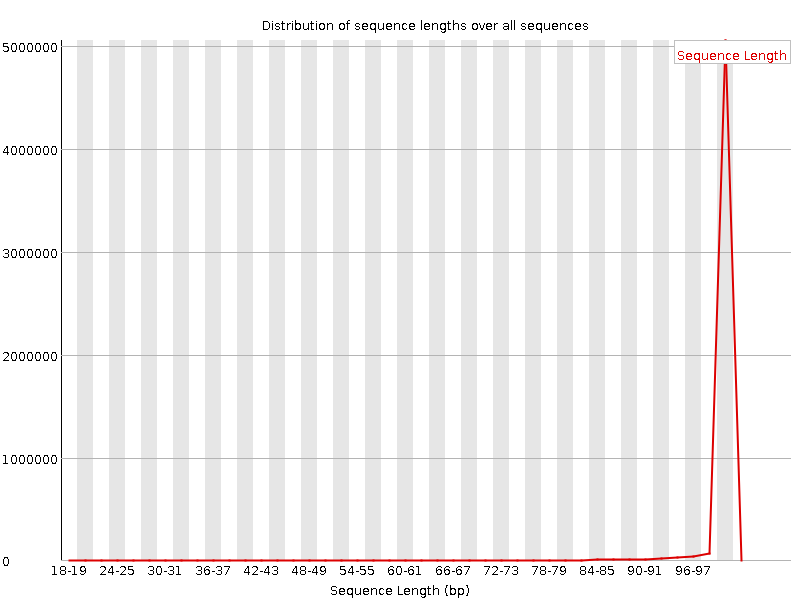 Distribution of sequence lengths over all sequences
Sequence Length
5000000
4000000
3000000
2000000
1000000
0
18-19 24-25 30-31 36-37 42-43 48-49 54-55 60-61 66-67 72-73 78-79 84-85 90-91 96-97
Sequence Length (bp)